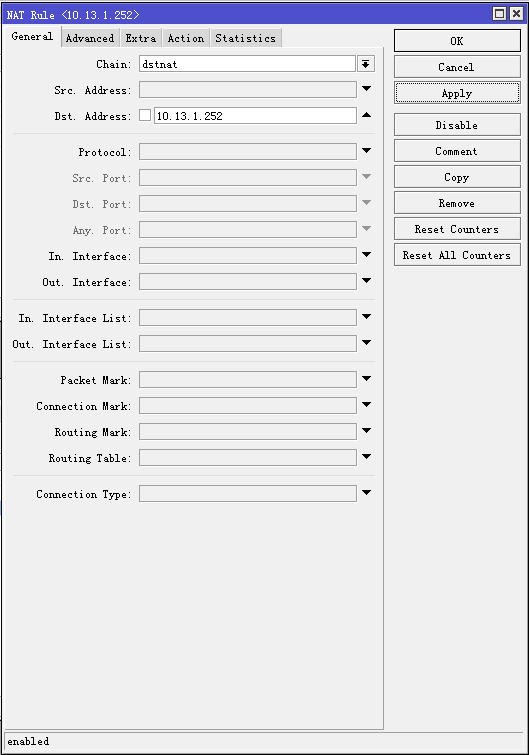 NAT Rule <10.13.1.252>
General Advanced Extra Action Statistics
Chain: dstnat
Src. Address:
Dst. Address: 10.13.1.252
Protocol:
Src. Port:
Dst. Port:
Any. Port:
In. Interface:
Out. Interface:
In. Interface List:
Out. Interface List:
Packet Mark:
Connection Mark:
Routing Mark:
Routing Table:
Connection Type:
OK
Cancel
Apply
Disable
Comment
Copy
Remove
Reset Counters
Reset All Counters
enabled